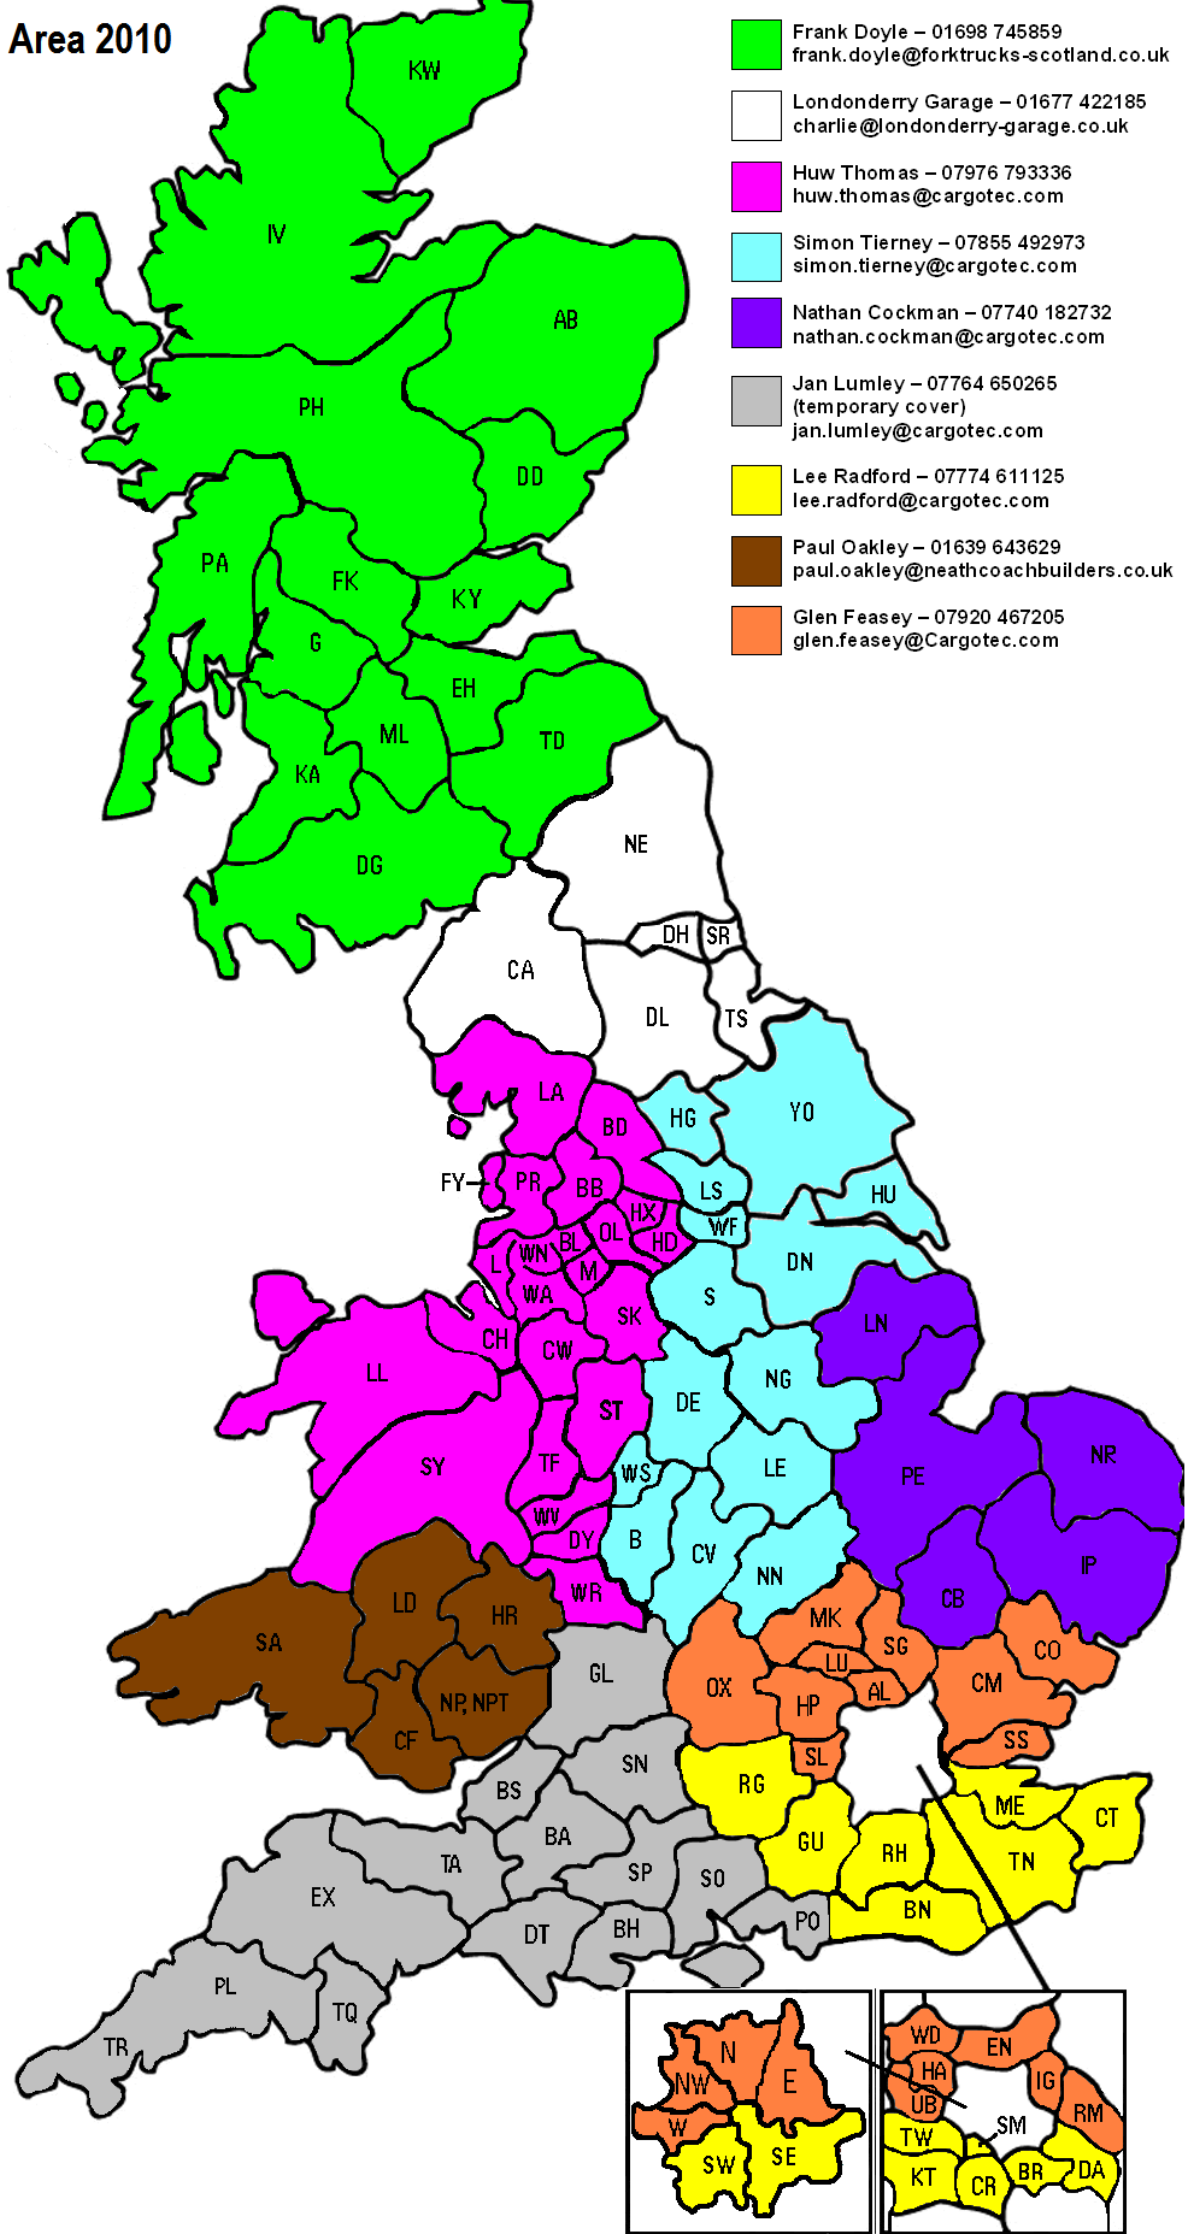 Area 2010
Frank Doyle – 01698 745859
frank.doyle@forktrucks-scotland.co.uk
Londonderry Garage – 01677 422185
charlie@londonderry-garage.co.uk
Huw Thomas – 07976 793336
huw.thomas@cargotec.com
Simon Tierney – 07855 492973
simon.tierney@cargotec.com
Nathan Cockman – 07740 182732
nathan.cockman@cargotec.com
Jan Lumley – 07764 650265
(temporary cover)
jan.lumley@cargotec.com
Lee Radford – 07774 611125
lee.radford@cargotec.com
Paul Oakley – 01639 643629
paul.oakley@neathcoachbuilders.co.uk
Glen Feasey – 07920 467205
glen.feasey@Cargotec.com
KW
IV
AB
PH
DD
PA
FK
KY
G
EH
ML
TD
KA
DG
NE
DH
SR
CA
DL
TS
LA
BD
HG
YO
FY
PR
BB
LS
HU
HX
WF
OL
HD
BL
WN
L
M
WA
DN
S
SK
LN
CH
CW
LL
NG
DE
ST
SY
TF
WS
LE
PE
NR
WV
DY
B
CV
NN
IP
WR
CB
LD
HR
SA
MK
SG
CO
GL
LU
OX
AL
CM
HP
NP, NPT
CF
SS
SL
SN
RG
BS
ME
CT
BA
GU
RH
TN
TA
SP
SO
EX
BN
PO
DT
BH
PL
TQ
TR
N
NW
E
W
SW
SE
WD
EN
HA
IG
UB
RM
SM
TW
KT
CR
BR
DA